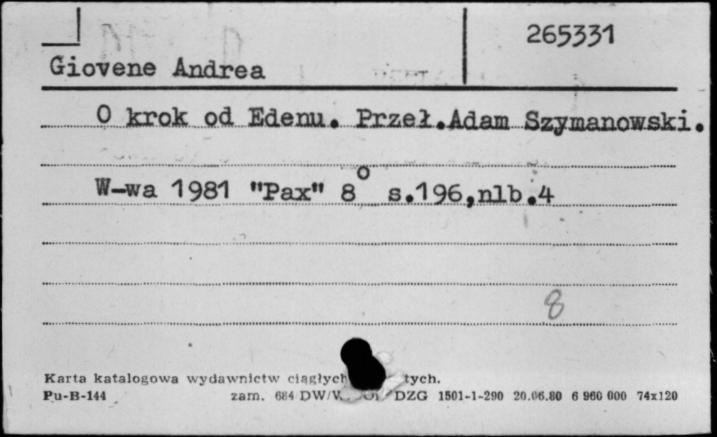 265331
Giovene Andrea
O krok od Edenu. Przeł.Adam Szymanowski.
W-wa 1981 "Pax" 8° s.196,nlb.4
8
Karta katalogowa wydawnictw ciągłych tych.
Pu-B-144 zam. 684 DW/W DZG 1501-1-290 20.06.80 6 960 000 74x120